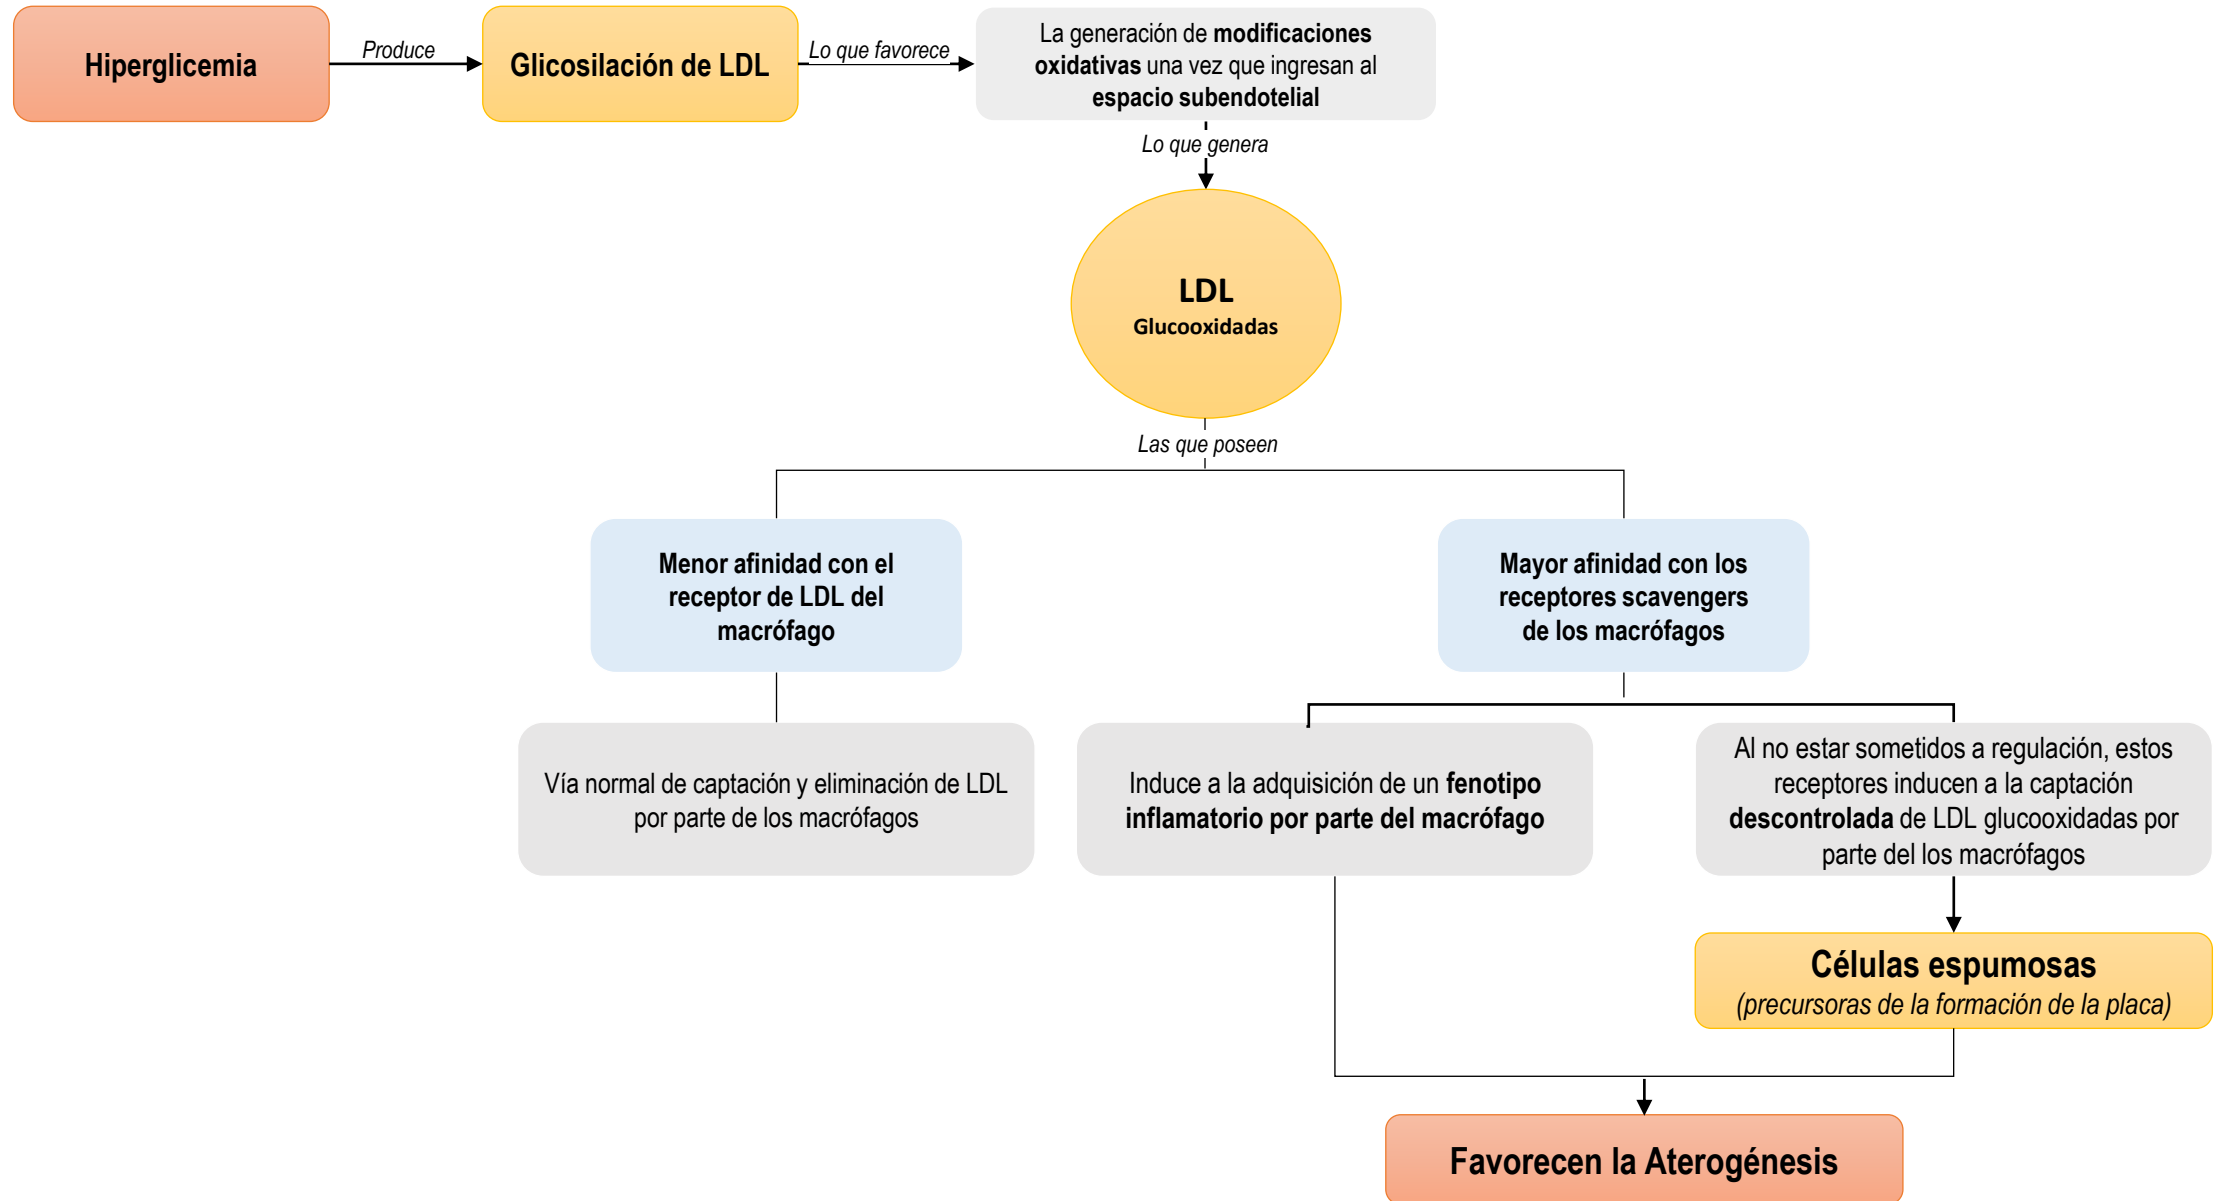 Hiperglicemia
Produce
Glicosilación de LDL
Lo que favorece
La generación de modificaciones
oxidativas una vez que ingresan al
espacio subendotelial
Lo que genera
LDL
Glucooxidadas
Las que poseen
Menor afinidad con el
receptor de LDL del
macrófago
Mayor afinidad con los
receptores scavengers
de los macrófagos
Vía normal de captación y eliminación de LDL
por parte de los macrófagos
Induce a la adquisición de un fenotipo
inflamatorio por parte del macrófago
Al no estar sometidos a regulación, estos
receptores inducen a la captación
descontrolada de LDL glucooxidadas por
parte del los macrófagos
Células espumosas
(precursoras de la formación de la placa)
Favorecen la Aterogénesis